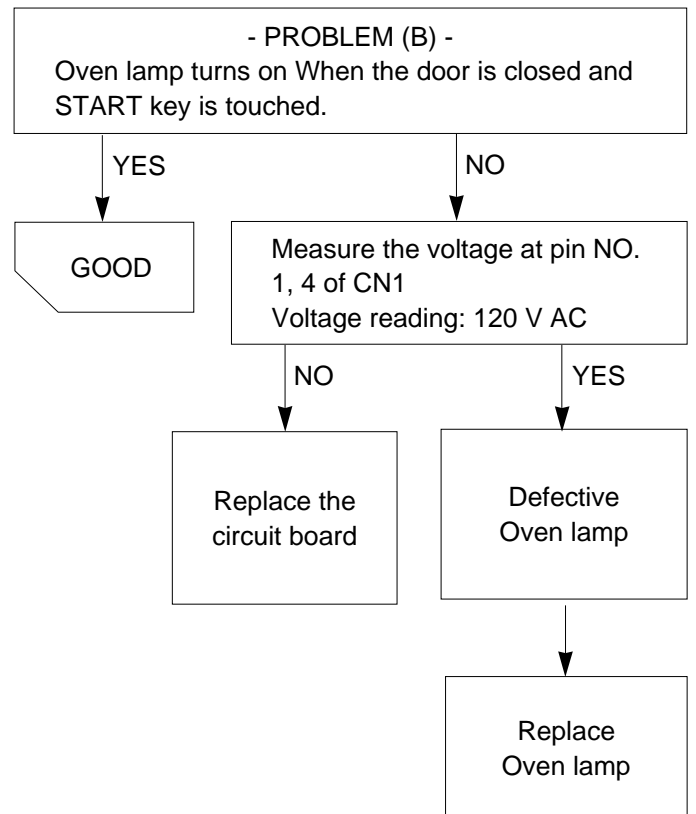 - PROBLEM (B) -
Oven lamp turns on When the door is closed and
START key is touched.
YES
NO
GOOD
Measure the voltage at pin NO.
1, 4 of CN1
Voltage reading: 120 V AC
NO
YES
Replace the
circuit board
Defective
Oven lamp
Replace
Oven lamp